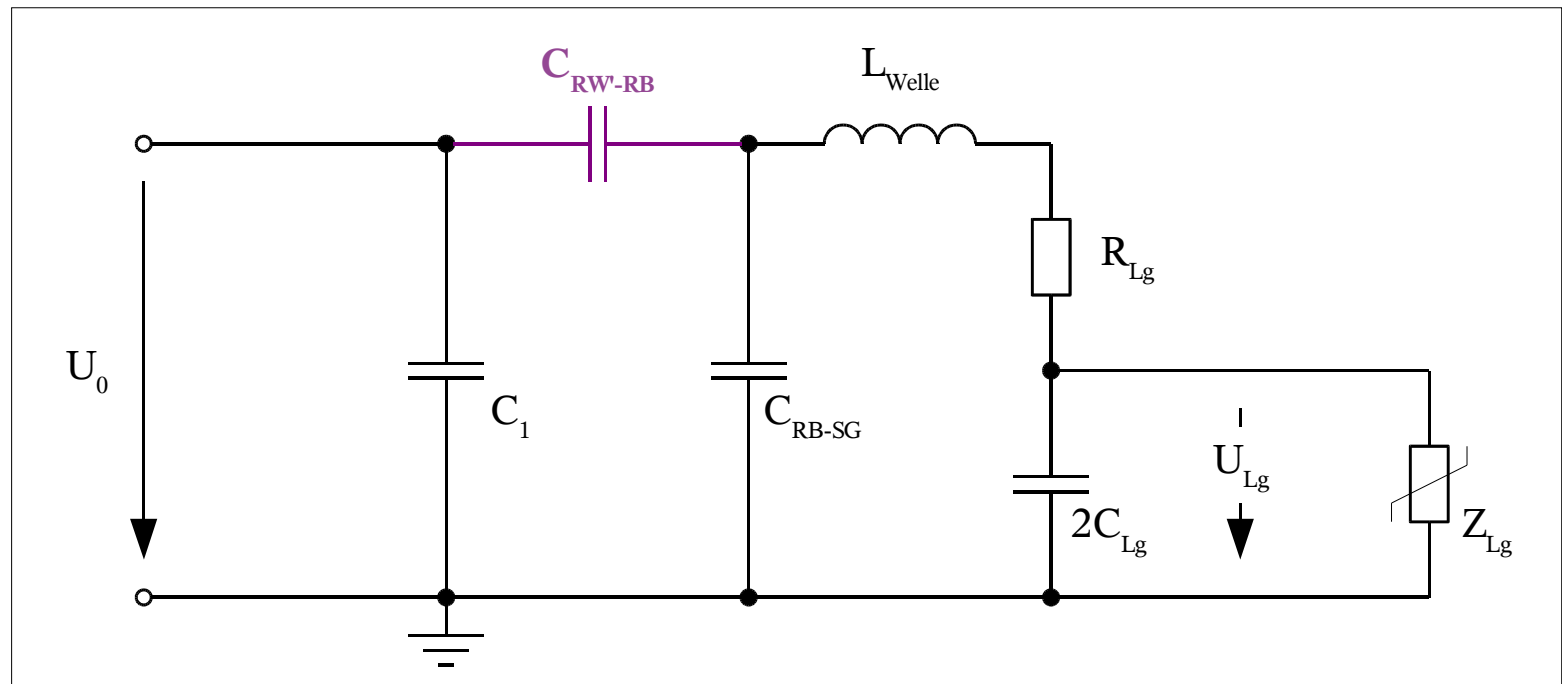 C_RW'-RB
L_Welle
R_Lg
U_0
C_1
C_RB-SG
U_Lg
2C_Lg
Z_Lg